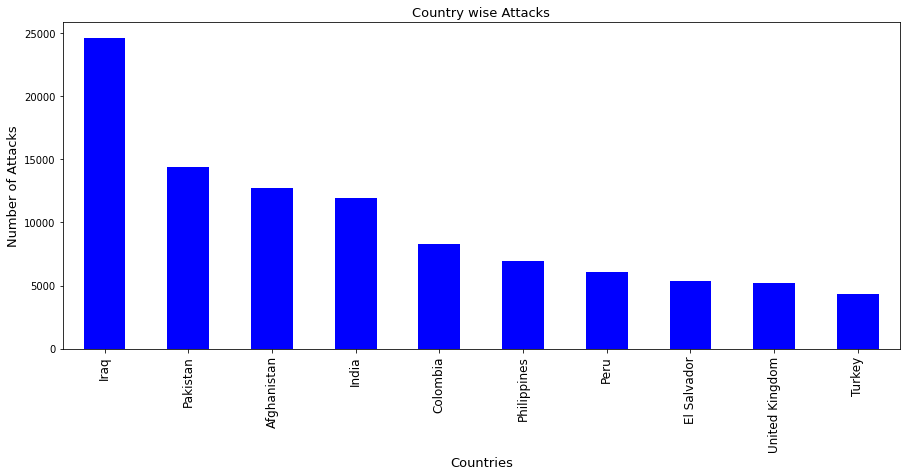 Country wise Attacks
Number of Attacks
25000
20000
15000
10000
5000
0
Iraq
Pakistan
Afghanistan
India
Colombia
Philippines
Peru
El Salvador
United Kingdom
Turkey
Countries